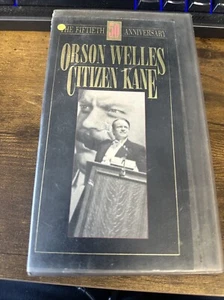 THE FIFTIETH 50 ANNIVERSARY
ORSON WELLES
CITIZEN KANE